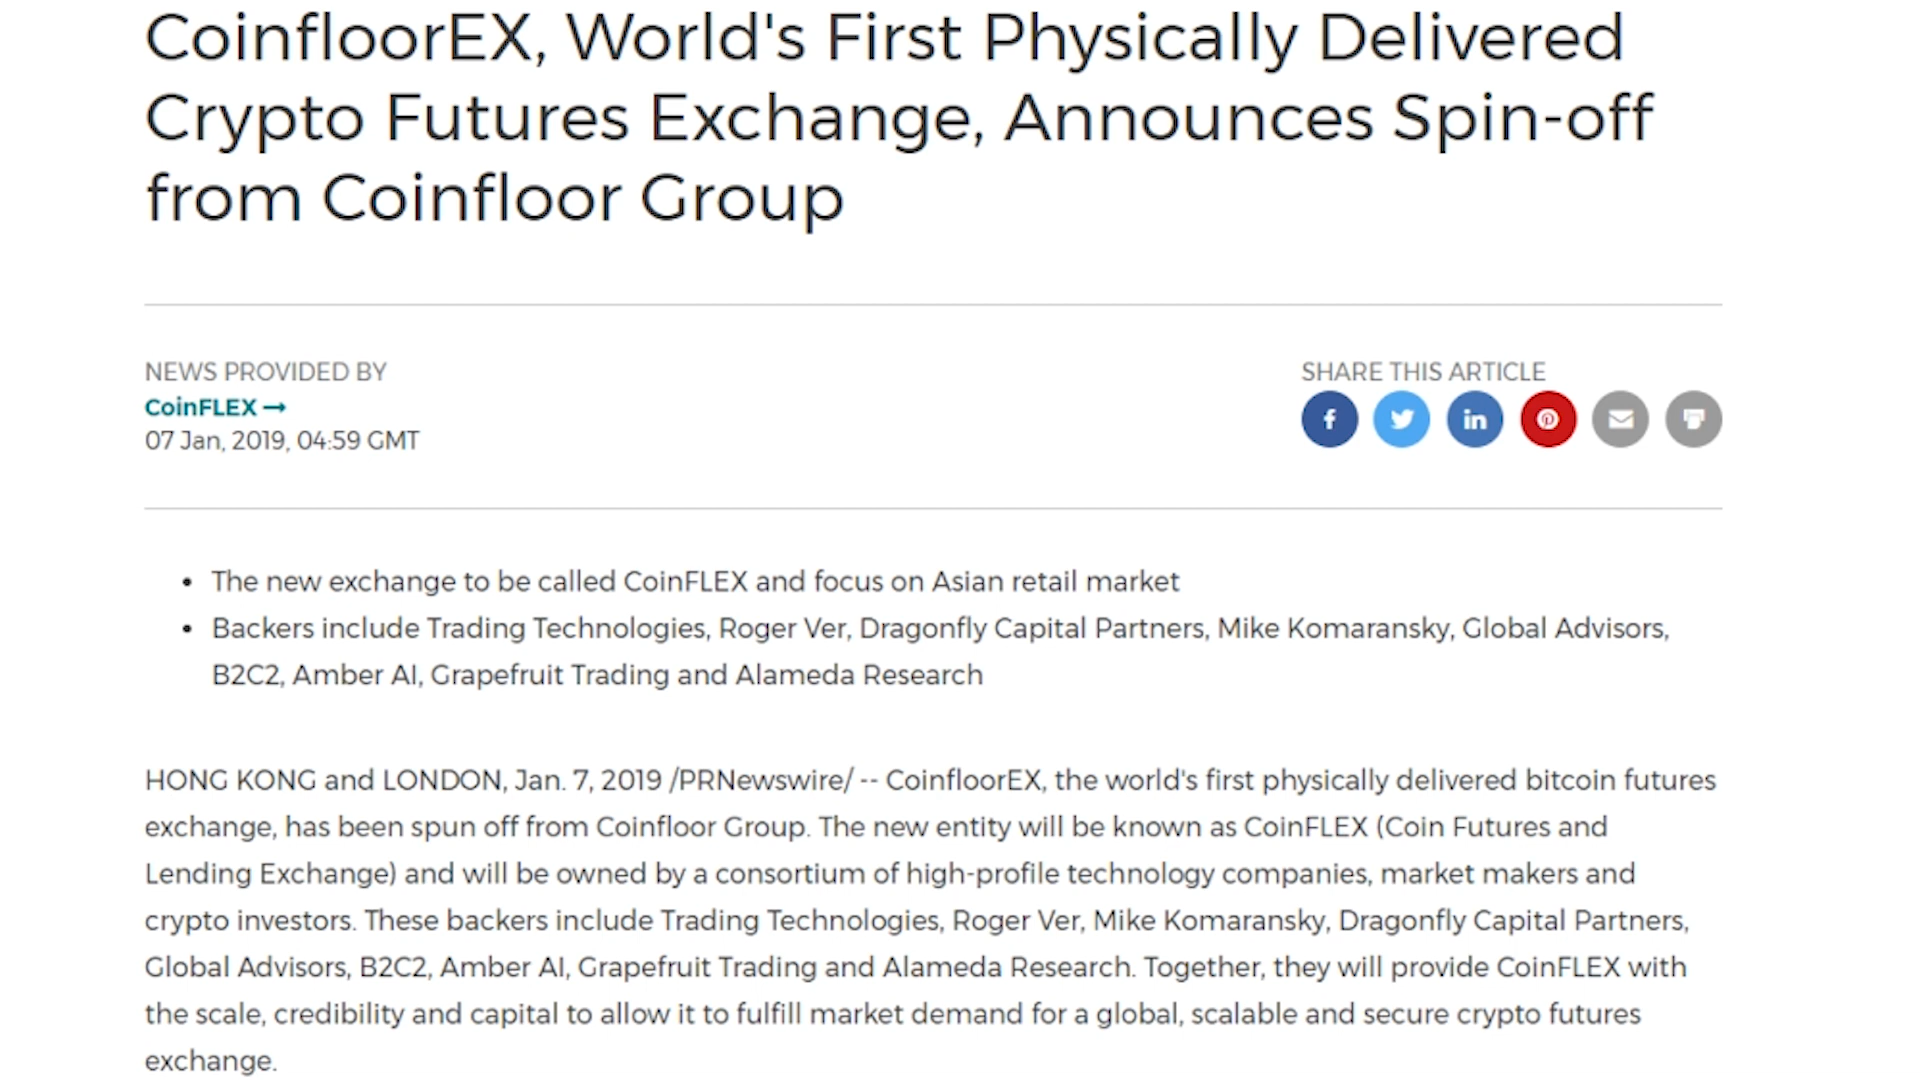 CoinfloorEX, World's First Physically Delivered
Crypto Futures Exchange, Announces Spin-off
from Coinfloor Group
NEWS PROVIDED BY
CoinFLEX →
07 Jan, 2019, 04:59 GMT
SHARE THIS ARTICLE
• The new exchange to be called CoinFLEX and focus on Asian retail market
• Backers include Trading Technologies, Roger Ver, Dragonfly Capital Partners, Mike Komaransky, Global Advisors,
B2C2, Amber AI, Grapefruit Trading and Alameda Research
HONG KONG and LONDON, Jan. 7, 2019 /PRNewswire/ -- CoinfloorEX, the world's first physically delivered bitcoin futures
exchange, has been spun off from Coinfloor Group. The new entity will be known as CoinFLEX (Coin Futures and
Lending Exchange) and will be owned by a consortium of high-profile technology companies, market makers and
crypto investors. These backers include Trading Technologies, Roger Ver, Mike Komaransky, Dragonfly Capital Partners,
Global Advisors, B2C2, Amber AI, Grapefruit Trading and Alameda Research. Together, they will provide CoinFLEX with
the scale, credibility and capital to allow it to fulfill market demand for a global, scalable and secure crypto futures
exchange.